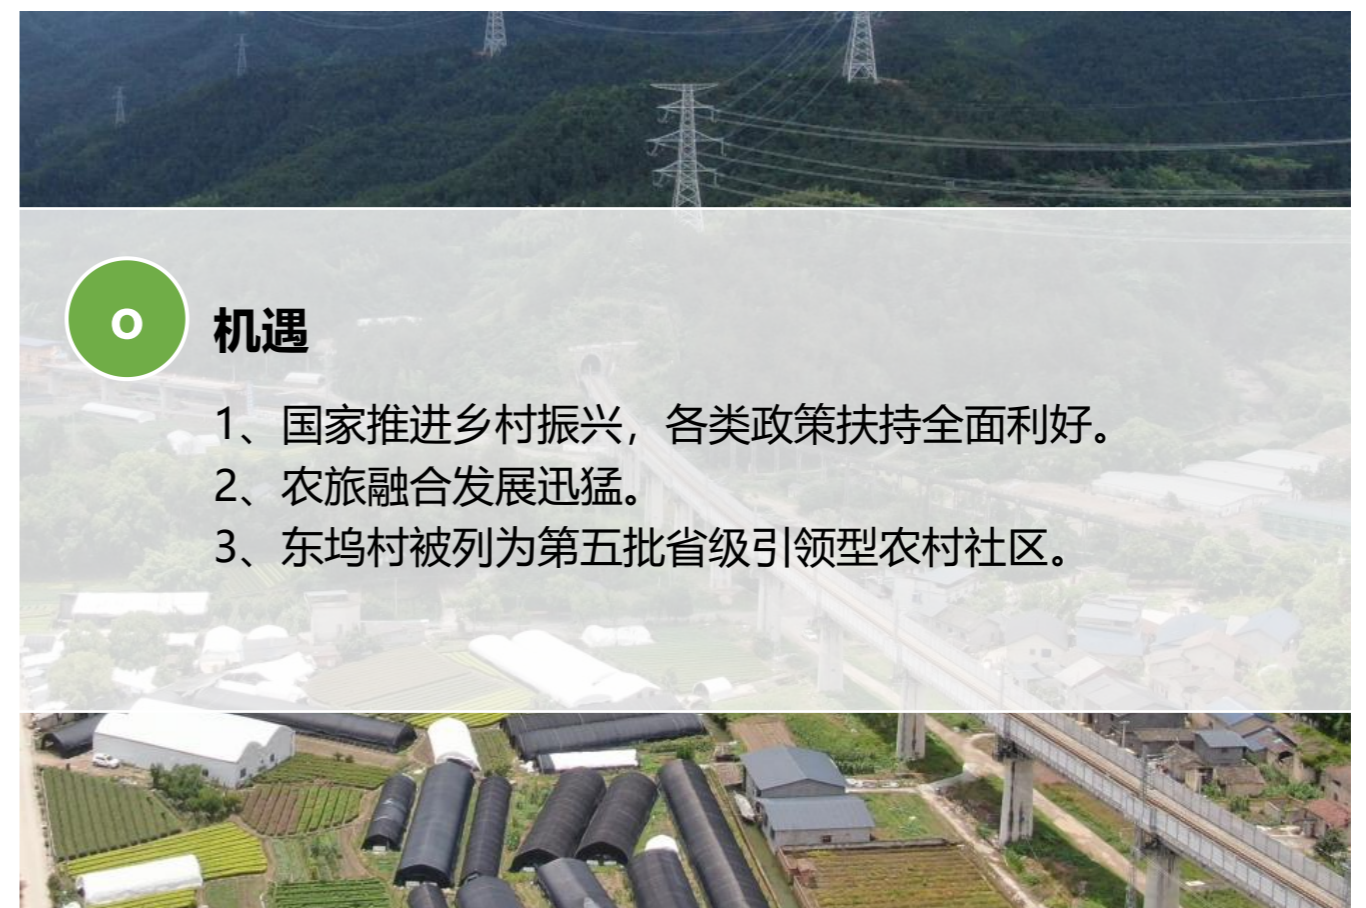 O
机遇
1、国家推进乡村振兴，各类政策扶持全面利好。
2、农旅融合发展迅猛。
3、东坞村被列为第五批省级引领型农村社区。